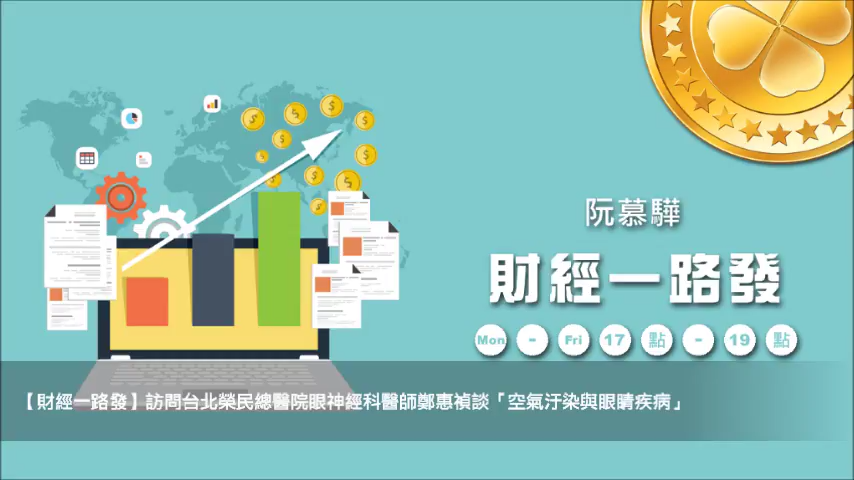 阮慕驊
財經一路發
Mon - Fri 17 點 - 19 點
【財經一路發】訪問台北榮民總醫院眼神經科醫師鄭惠禎談「空氣汙染與眼睛疾病」